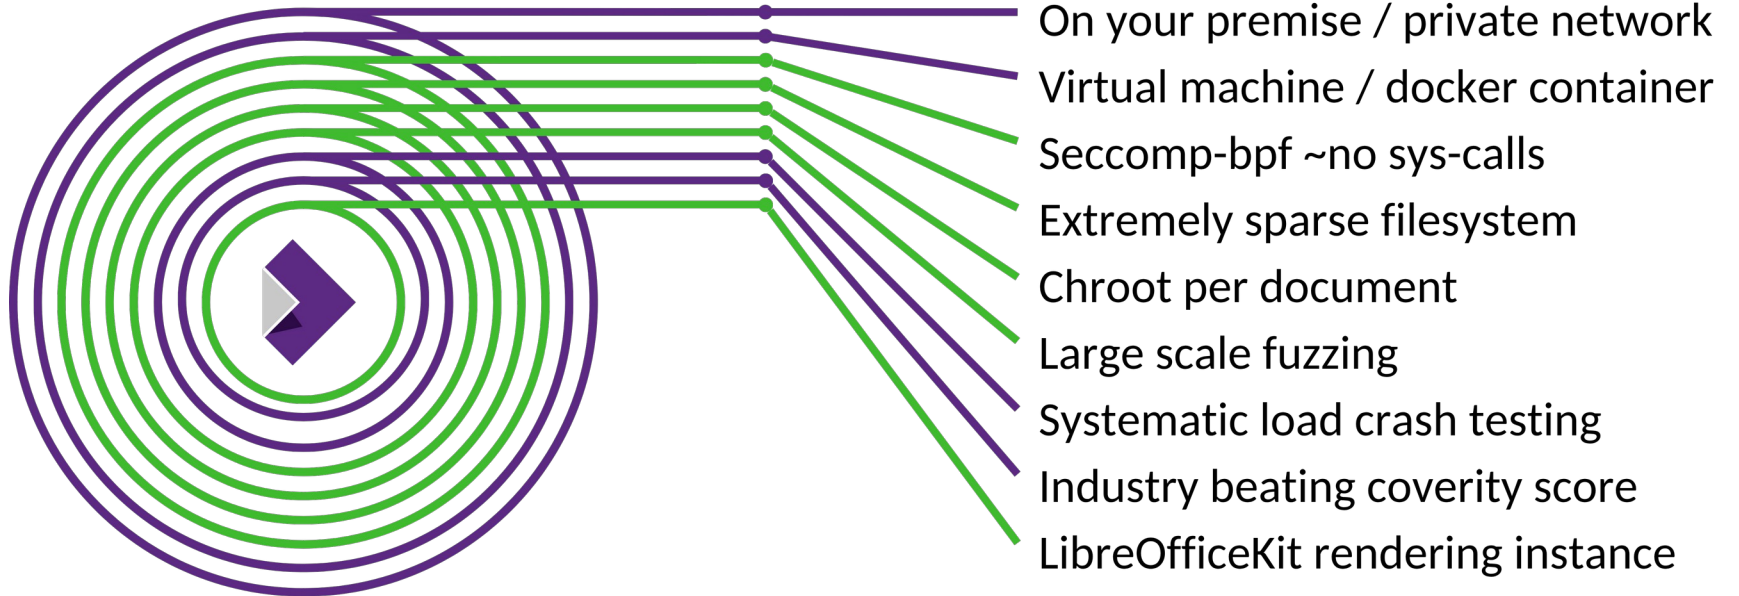 On your premise / private network
Virtual machine / docker container
Seccomp-bpf ~no sys-calls
Extremely sparse filesystem
Chroot per document
Large scale fuzzing
Systematic load crash testing
Industry beating coverity score
LibreOfficeKit rendering instance